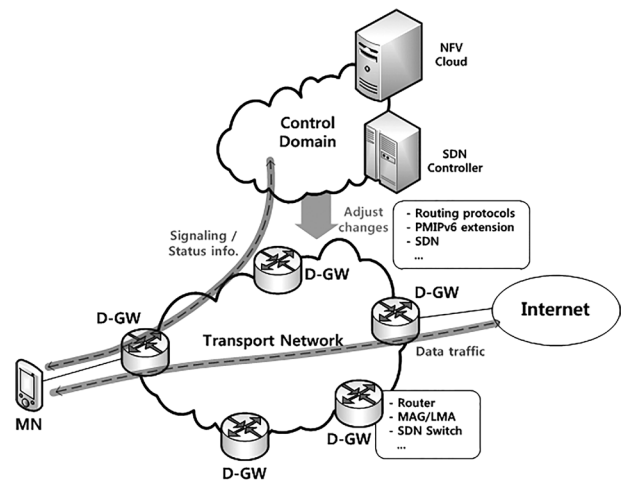 NFV
Cloud
Control
Domain
SDN
Controller
Signaling /
Status info.
Adjust
changes
- Routing protocols
- PMIPv6 extension
- SDN
...
D-GW
D-GW
D-GW
Internet
Transport Network
Data traffic
MN
D-GW
D-GW
- Router
- MAG/LMA
- SDN Switch
...